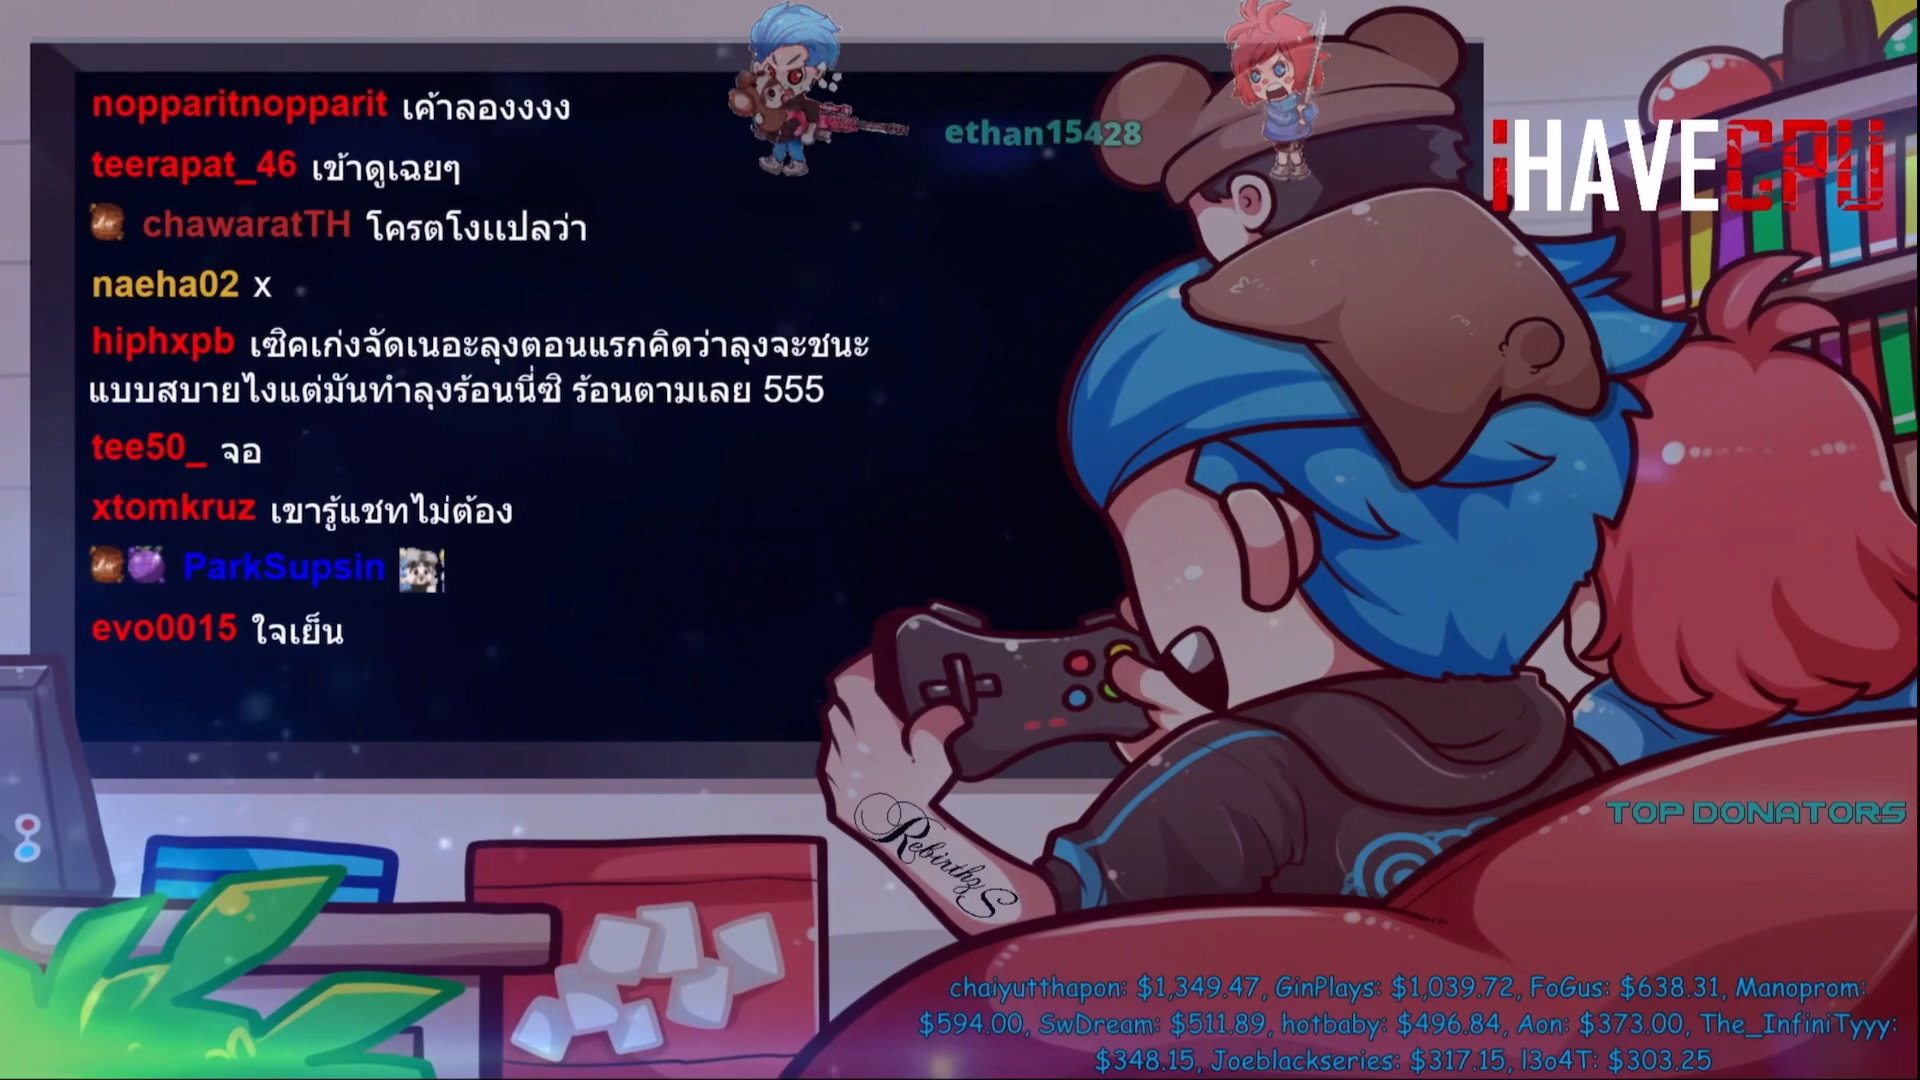 nopparitnopparit เค้าลองงงง
teerapat_46 เข้าดูเฉยๆ
chawaratTH โครตโงแปลว่า
naeha02 x
hiphxpb เซิคเก่งจัดเนอะลุงตอนแรกคิดว่าลุงจะชนะ
แบบสบายไงแต่มันทำลุงร้อนนี่ซิ ร้อนตามเลย 555
tee50_ จอ
xtomkruz เขารู้แชทไม่ต้อง
ParkSupsin
evo0015 ใจเย็น
ethan15428
iHAVECPU
RebirthzS
TOP DONATORS
chaiyutthapon: $1,349.47, GinPlays: $1,039.72, FoGus: $638.31, Manoprom:
$594.00, SwDream: $511.89, hotbaby: $496.84, Aon: $373.00, The_InfiniTyyy:
$348.15, Joeblackseries: $317.15, l3o4T: $303.25